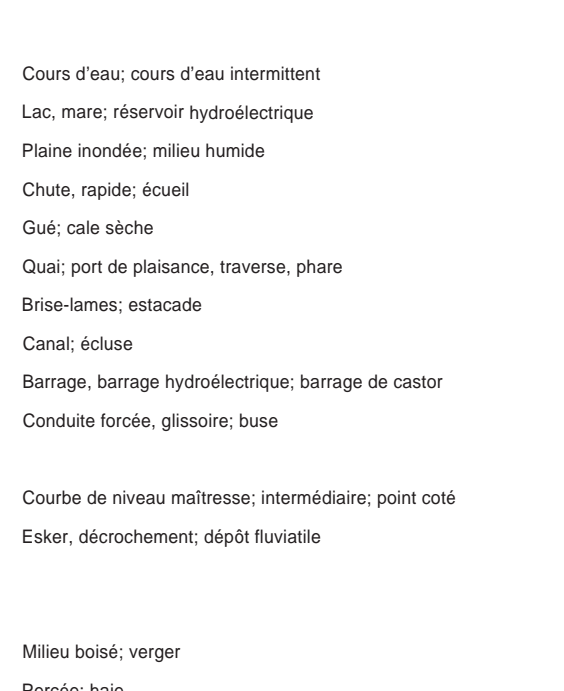 Cours d'eau; cours d'eau intermittent
Lac, mare; réservoir hydroélectrique
Plaine inondée; milieu humide
Chute, rapide; écueil
Gué; cale sèche
Quai; port de plaisance, traverse, phare
Brise-lames; estacade
Canal; écluse
Barrage, barrage hydroélectrique; barrage de castor
Conduite forcée, glissoire; buse
Courbe de niveau maîtresse; intermédiaire; point coté
Esker, décrochement; dépôt fluviatile
Milieu boisé; verger
Percée; haie